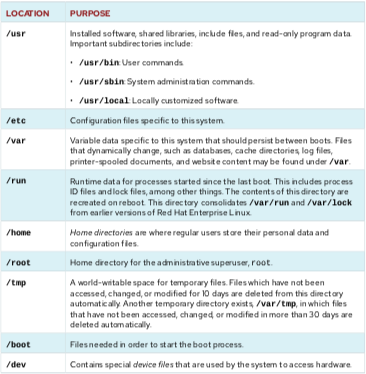 LOCATION PURPOSE
/usr Installed software, shared libraries, include files, and read-only program data.
Important subdirectories include:
• /usr/bin: User commands.
• /usr/sbin: System administration commands.
• /usr/local: Locally customized software.
/etc Configuration files specific to this system.
/var Variable data specific to this system that should persist between boots. Files
that dynamically change, such as databases, cache directories, log files,
printer-spooled documents, and website content may be found under /var.
/run Runtime data for processes started since the last boot. This includes process
ID files and lock files, among other things. The contents of this directory are
recreated on reboot. This directory consolidates /var/run and /var/lock
from earlier versions of Red Hat Enterprise Linux.
/home Home directories are where regular users store their personal data and
configuration files.
/root Home directory for the administrative superuser, root.
/tmp A world-writable space for temporary files. Files which have not been
accessed, changed, or modified for 10 days are deleted from this directory
automatically. Another temporary directory exists, /var/tmp, in which files
that have not been accessed, changed, or modified in more than 30 days are
deleted automatically.
/boot Files needed in order to start the boot process.
/dev Contains special device files that are used by the system to access hardware.